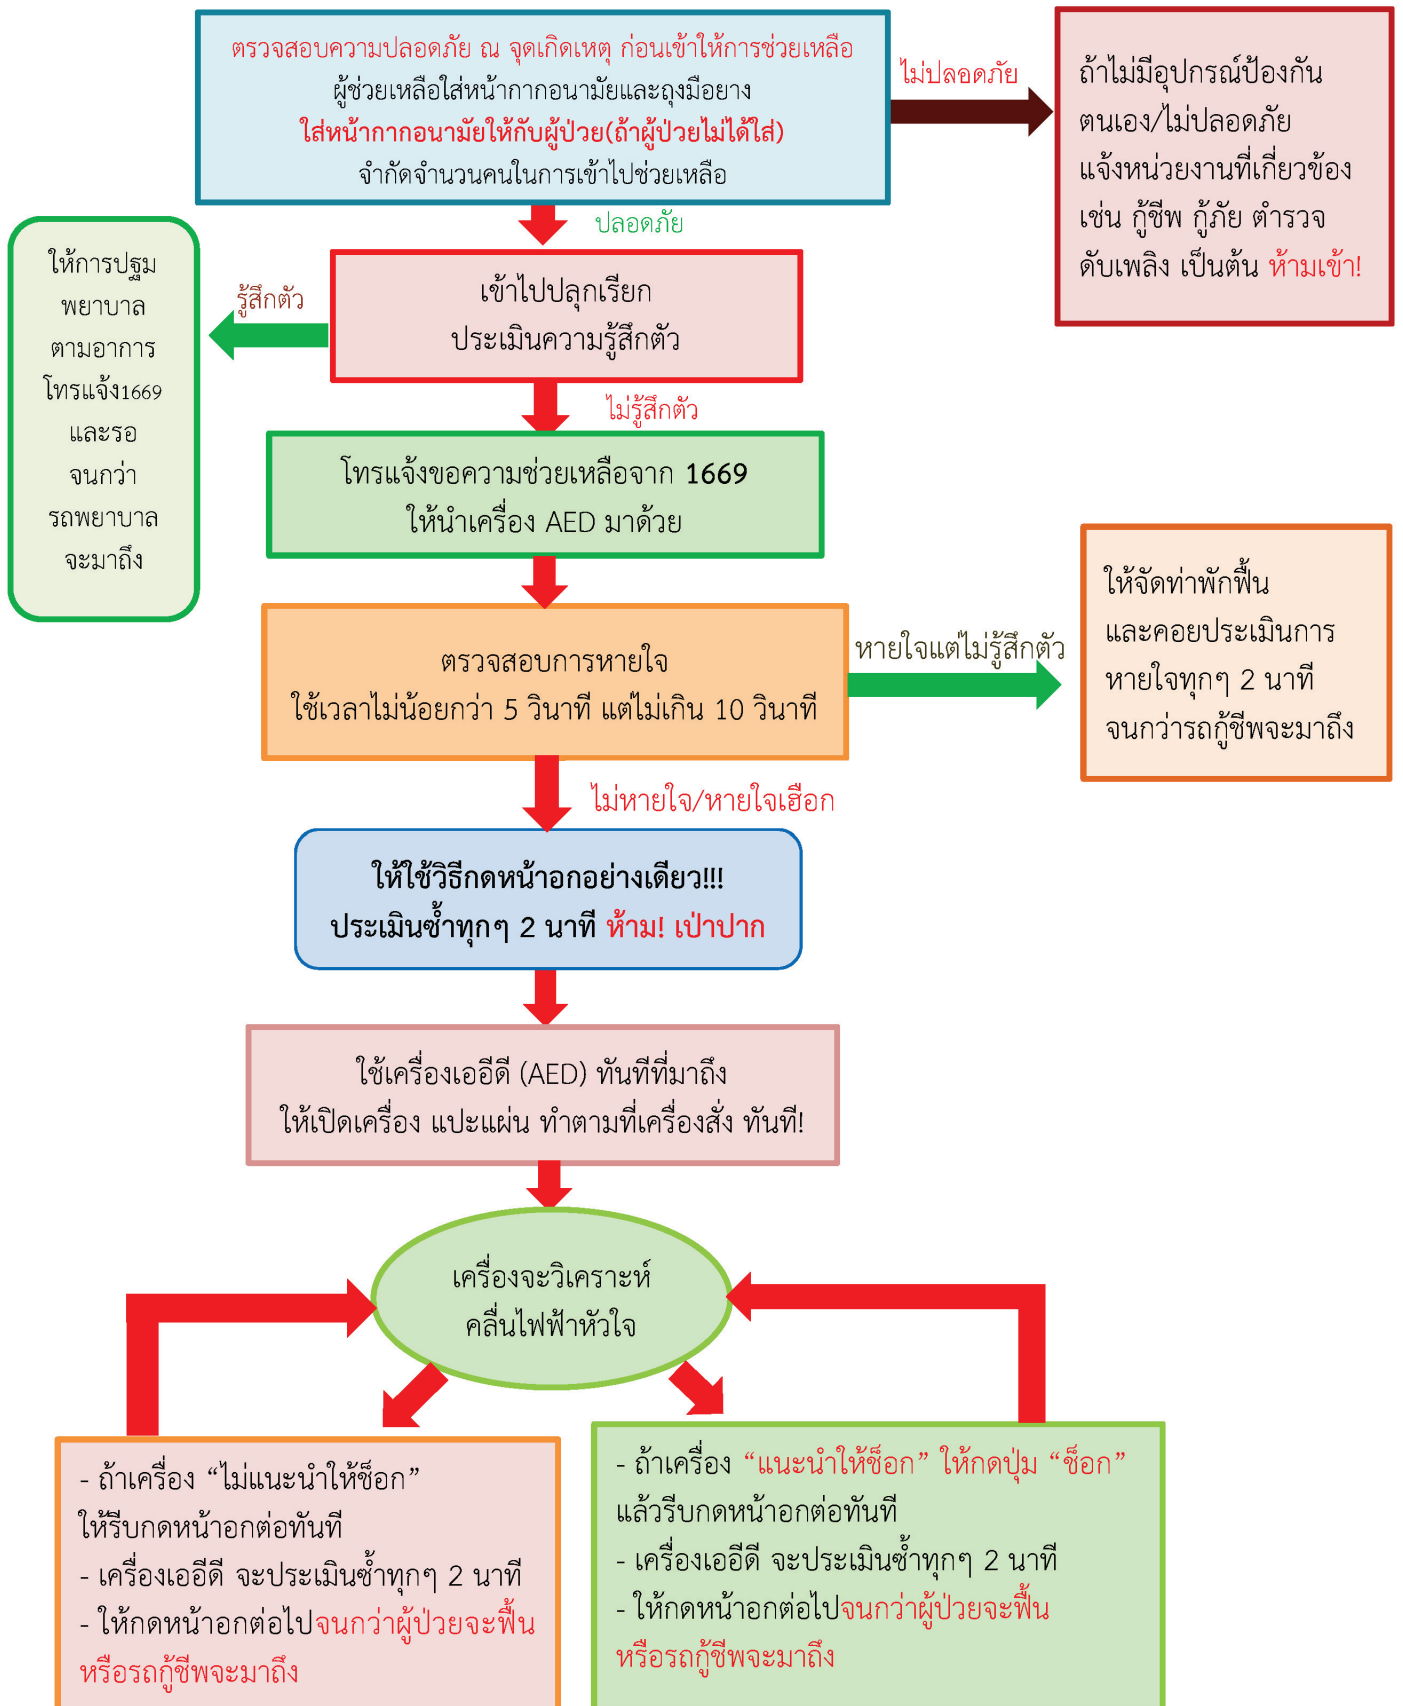 ตรวจสอบความปลอดภัย ณ จุดเกิดเหตุ ก่อนเข้าให้การช่วยเหลือ
ผู้ช่วยเหลือใส่หน้ากากอนามัยและถุงมือยาง
ใส่หน้ากากอนามัยให้กับผู้ป่วย(ถ้าผู้ป่วยไม่ได้ใส่)
จำกัดจำนวนคนในการเข้าไปช่วยเหลือ
ไม่ปลอดภัย
ถ้าไม่มีอุปกรณ์ป้องกัน
ตนเอง/ไม่ปลอดภัย
แจ้งหน่วยงานที่เกี่ยวข้อง
เช่น กู้ชีพ กู้ภัย ตำรวจ
ดับเพลิง เป็นต้น ห้ามเข้า!
ปลอดภัย
เข้าไปปลุกเรียก
ประเมินความรู้สึกตัว
รู้สึกตัว
ให้การปฐม
พยาบาล
ตามอาการ
โทรแจ้ง1669
และรอ
จนกว่า
รถพยาบาล
จะมาถึง
ไม่รู้สึกตัว
โทรแจ้งขอความช่วยเหลือจาก 1669
ให้นำเครื่อง AED มาด้วย
ตรวจสอบการหายใจ
ใช้เวลาไม่น้อยกว่า 5 วินาที แต่ไม่เกิน 10 วินาที
หายใจแต่ไม่รู้สึกตัว
ให้จัดท่าพักฟื้น
และคอยประเมินการ
หายใจทุกๆ 2 นาที
จนกว่ารถกู้ชีพจะมาถึง
ไม่หายใจ/หายใจเฮือก
ให้ใช้วิธีกดหน้าอกอย่างเดียว!!!
ประเมินซ้ำทุกๆ 2 นาที ห้าม! เป่าปาก
ใช้เครื่องเออีดี (AED) ทันทีที่มาถึง
ให้เปิดเครื่อง แปะแผ่น ทำตามที่เครื่องสั่ง ทันที!
เครื่องจะวิเคราะห์
คลื่นไฟฟ้าหัวใจ
- ถ้าเครื่อง “ไม่แนะนำให้ช็อก”
ให้รีบกดหน้าอกต่อทันที
- เครื่องเออีดี จะประเมินซ้ำทุกๆ 2 นาที
- ให้กดหน้าอกต่อไปจนกว่าผู้ป่วยจะฟื้น
หรือรถกู้ชีพจะมาถึง
- ถ้าเครื่อง “แนะนำให้ช็อก” ให้กดปุ่ม “ช็อก”
แล้วรีบกดหน้าอกต่อทันที
- เครื่องเออีดี จะประเมินซ้ำทุกๆ 2 นาที
- ให้กดหน้าอกต่อไปจนกว่าผู้ป่วยจะฟื้น
หรือรถกู้ชีพจะมาถึง